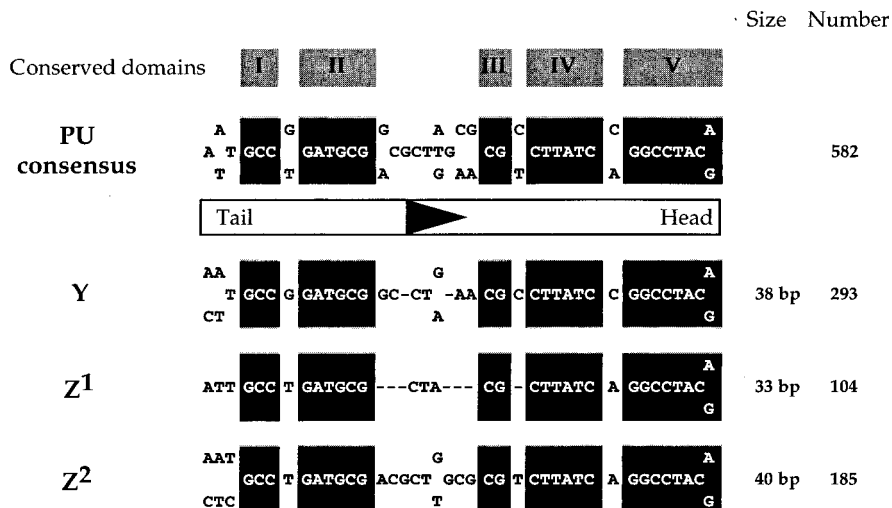 Size Number
Conserved domains I II III IV V
A G G A CG C C A
PU consensus A T GCC GATGCG CGCTTG CG CTTATC GGCCTAC 582
T T A G AA T A G
Tail Head
AA G A
Y T GCC G GATGCG GC-CT -AA CG C CTTATC C GGCCTAC 38 bp 293
CT A G
A
Z1 ATT GCC T GATGCG ---CTA--- CG - CTTATC A GGCCTAC 33 bp 104
G
AAT G A
Z2 GCC T GATGCG ACGCT GCG CG T CTTATC A GGCCTAC 40 bp 185
CTC T G